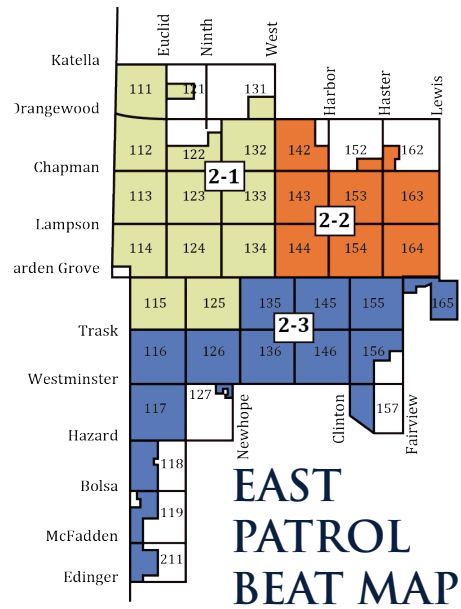 Euclid
Ninth
West
Katella
111
121
131
Harbor
Haster
Lewis
Orangewood
112
122
132
142
152
162
Chapman
2-1
113
123
133
143
153
163
2-2
Lampson
114
124
134
144
154
164
arden Grove
115
125
135
145
155
165
2-3
Trask
116
126
136
146
156
Westminster
117
127
157
Newhope
Clinton
Fairview
Hazard
118
Bolsa
119
McFadden
211
Edinger
EAST
PATROL
BEAT MAP